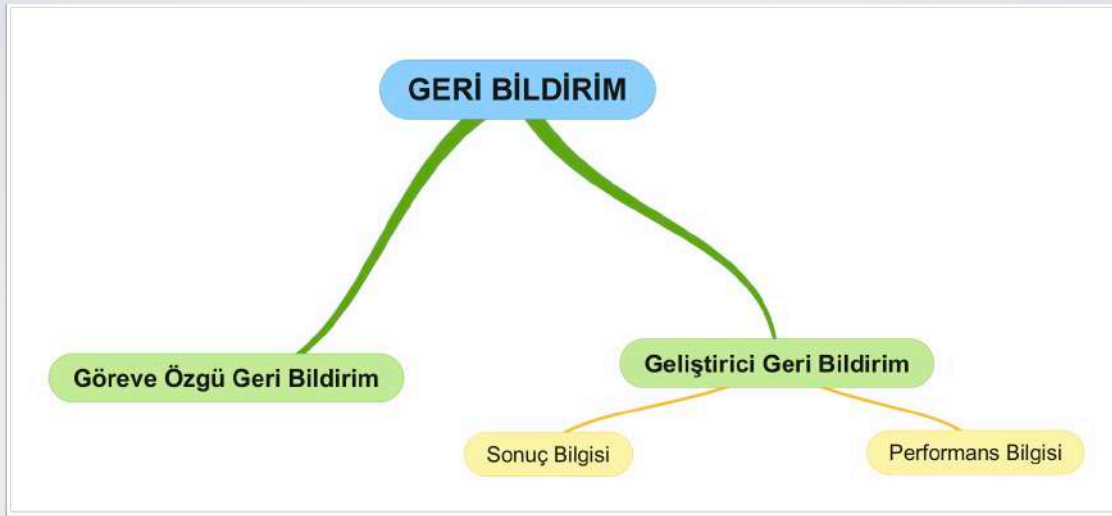 GERİ BİLDİRİM
Göreve Özgü Geri Bildirim
Geliştirici Geri Bildirim
Sonuç Bilgisi
Performans Bilgisi